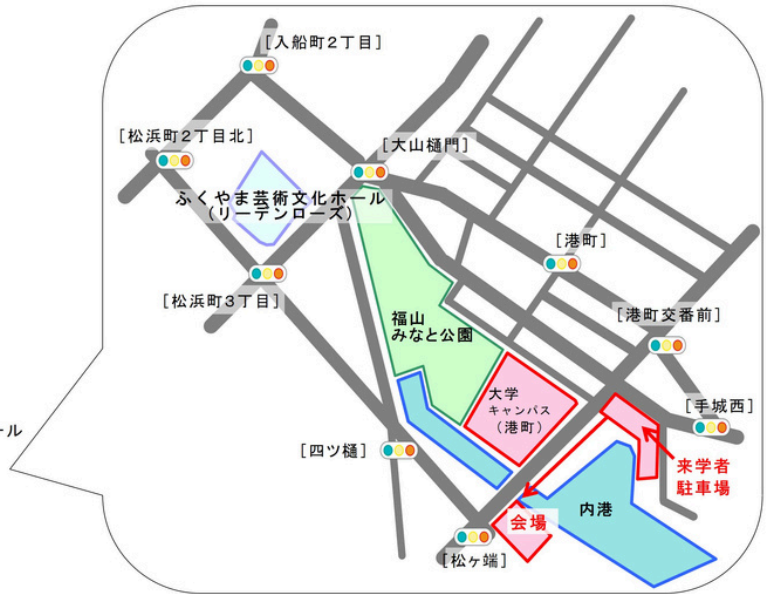 [入船町2丁目]
[松浜町2丁目北]
[大山樋門]
ふくやま芸術文化ホール
(リーデンローズ)
[港町]
[松浜町3丁目]
[港町交番前]
福山
みなと公園
大学
キャンパス
(港町)
[手城西]
ール
[四ツ樋]
来学者
駐車場
会場
内港
[松ヶ端]